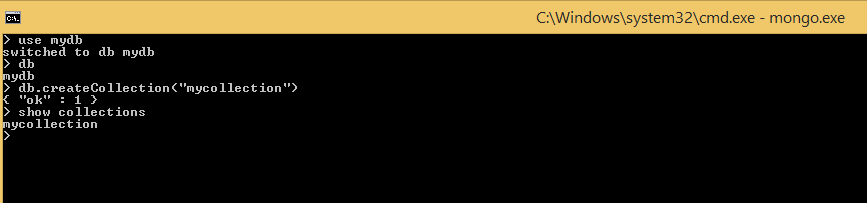 C:\Windows\system32\cmd.exe - mongo.exe
> use mydb
switched to db mydb
> db
mydb
> db.createCollection("mycollection")
{ "ok" : 1 }
> show collections
mycollection
>